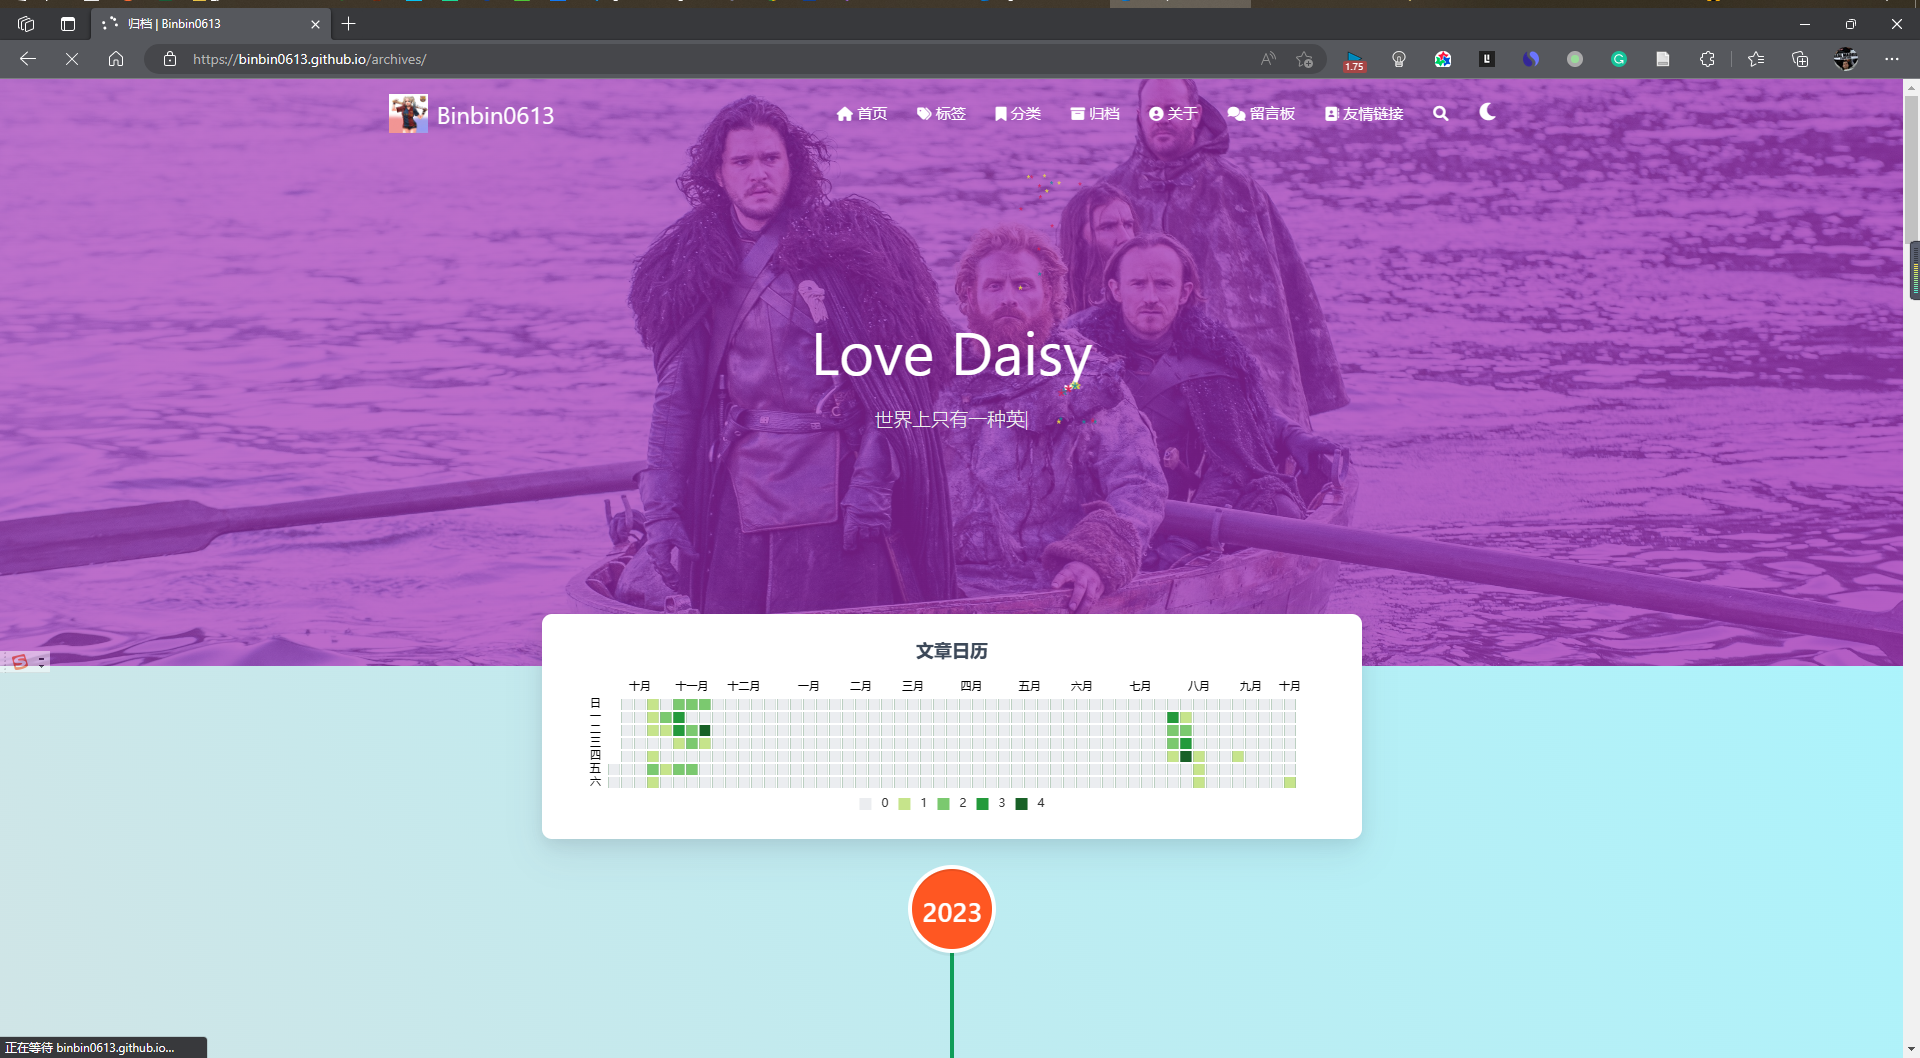 归档 | Binbin0613
https://binbin0613.github.io/archives/
1.75
Binbin0613
首页
标签
分类
归档
关于
留言板
友情链接
Love Daisy
世界上只有一种英|
文章日历
十月 十一月 十二月 一月 二月 三月 四月 五月 六月 七月 八月 九月 十月
日
一
二
三
四
五
六
0 1 2 3 4
2023
正在等待 binbin0613.github.io...